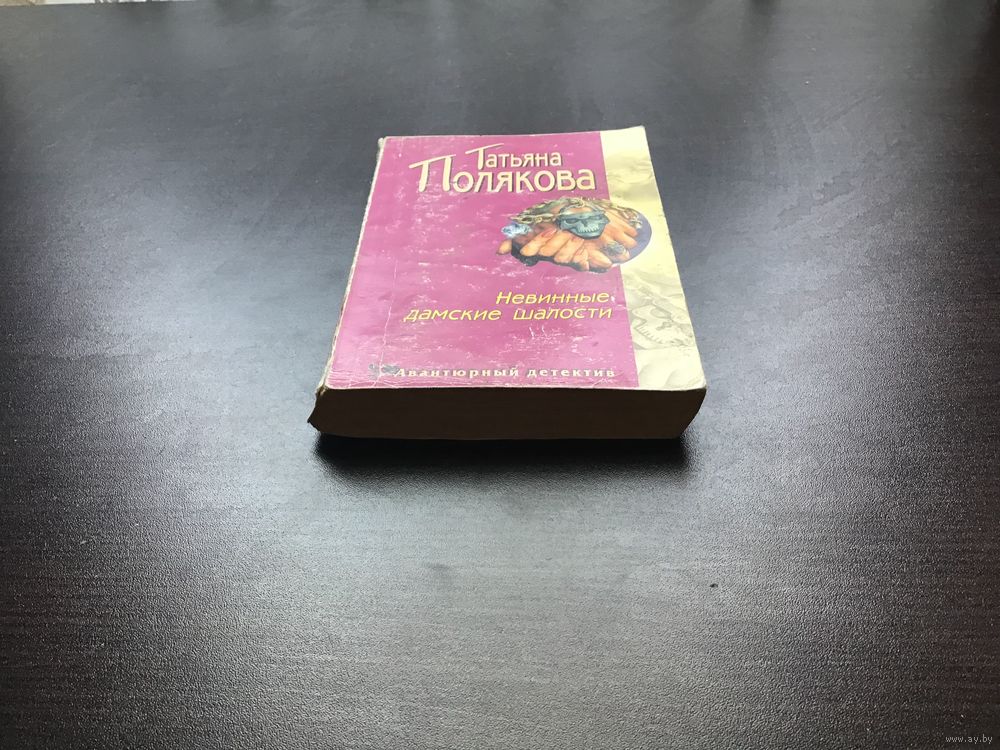 Татьяна
Полякова
Невинные
дамские шалости
Авантюрный детектив
www.ay.by